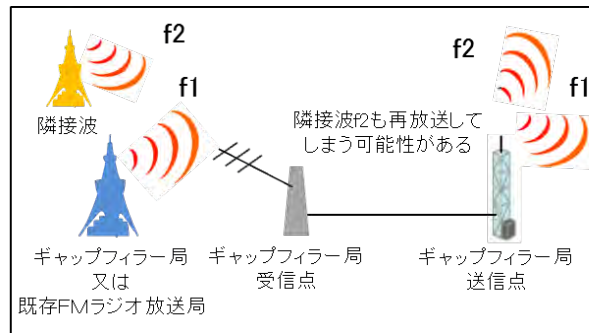 f2
f1
隣接波
f2
f1
隣接波f2も再放送して
しまう可能性がある
ギャップフィラー局
又は
既存FMラジオ放送局
ギャップフィラー局
受信点
ギャップフィラー局
送信点